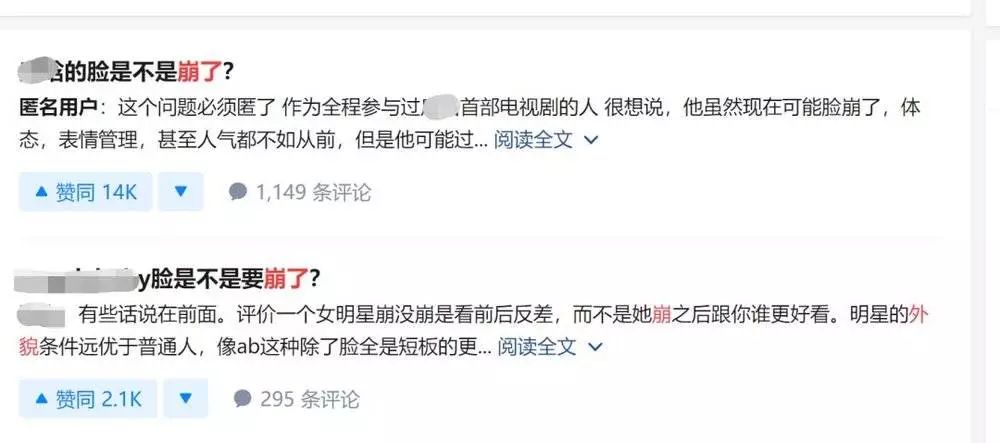 的脸是不是崩了?
匿名用户：这个问题必须匿了 作为全程参与过 首部电视剧的人 很想说，他虽然现在可能脸崩了，体
态，表情管理，甚至人气都不如从前，但是他可能过... 阅读全文
赞同 14K
1,149 条评论
y脸是不是要崩了?
有些话说在前面。评价一个女明星崩没崩是看前后反差，而不是她崩之后跟你谁更好看。明星的外
貌条件远优于普通人，像ab这种除了脸全是短板的更... 阅读全文
赞同 2.1K
295 条评论